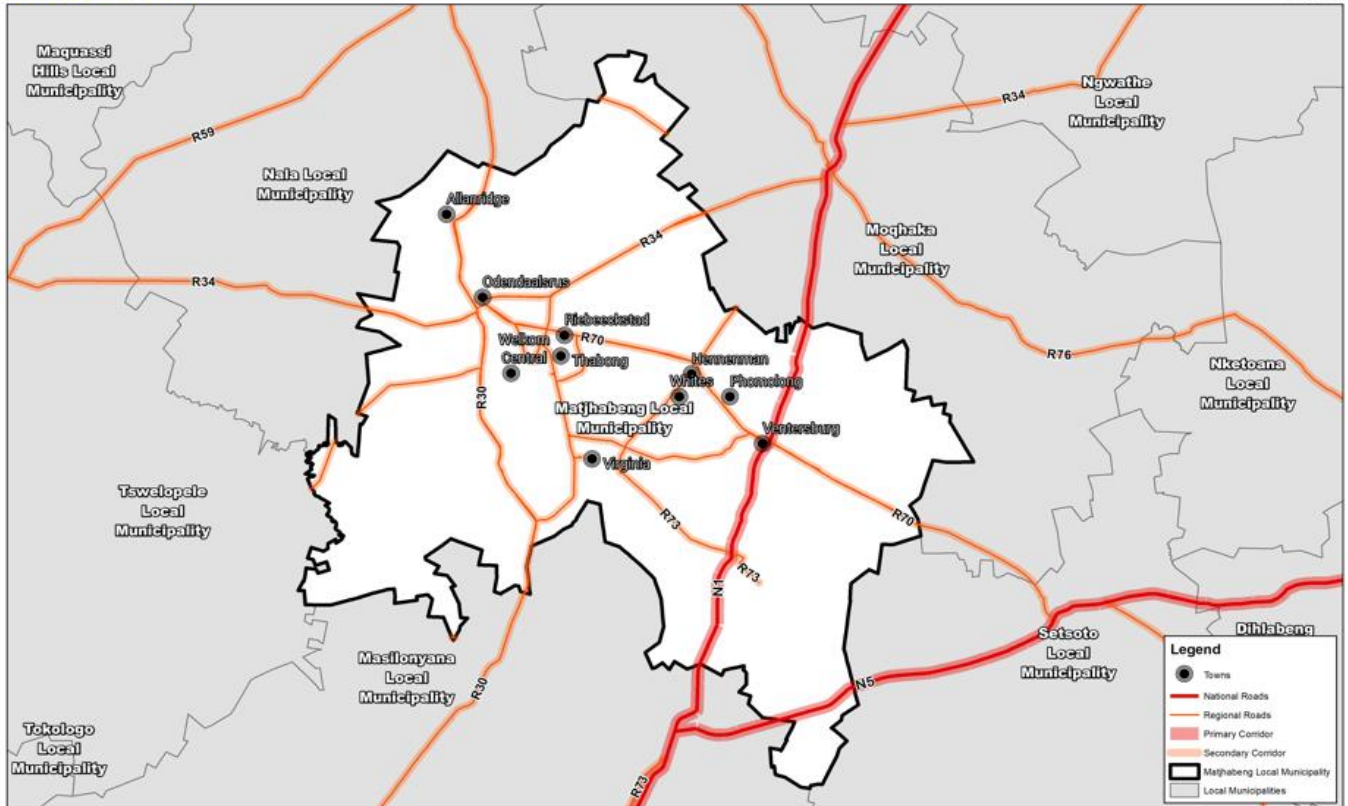 Maquassi
Hills Local
Municipality
Ngwathe
Local
Municipality
R34
R59
Nala Local
Municipality
Allanridge
Moqhaka
Local
Municipality
R34
R34
Odendaalsrus
Riebeeckstad
R70
Welkom
Central
Thabong
Hennenman
Whites
Phomolong
R76
Nketoana
Local
Municipality
R30
Matjhabeng Local
Municipality
Ventersburg
Virginia
Tswelopele
Local
Municipality
R73
R70
R73
N1
Setsoto
Local
Municipality
Dihlabeng
Masilonyana
Local
Municipality
R30
N5
Tokologo
Local
Municipality
R73
Legend
Towns
National Roads
Regional Roads
Primary Corridor
Secondary Corridor
Matjhabeng Local Municipality
Local Municipalities